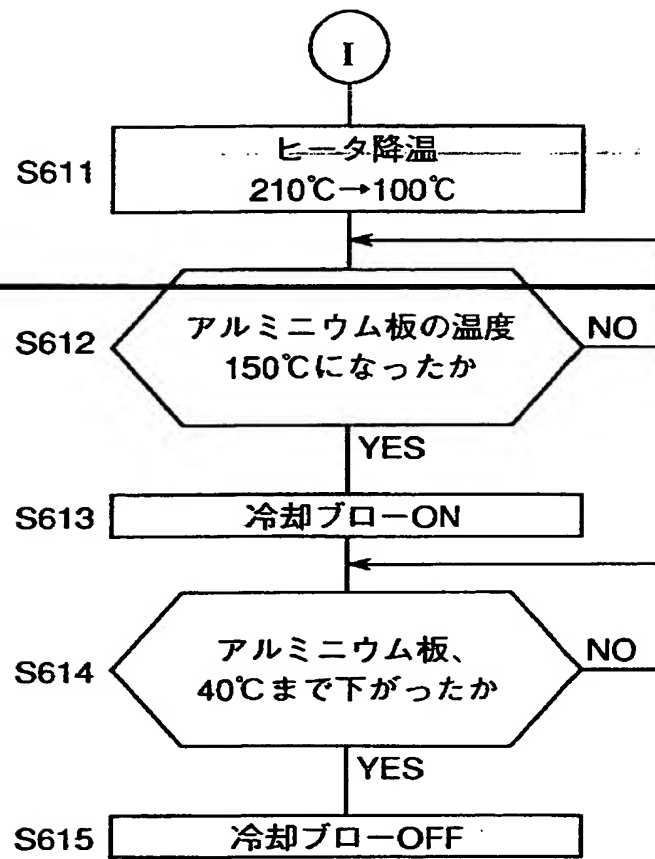 I
S611
ヒータ降温
210℃→100℃
S612
アルミニウム板の温度
150℃になったか
NO
YES
S613
冷却ブローON
S614
アルミニウム板、
40℃まで下がったか
NO
YES
S615
冷却ブローOFF